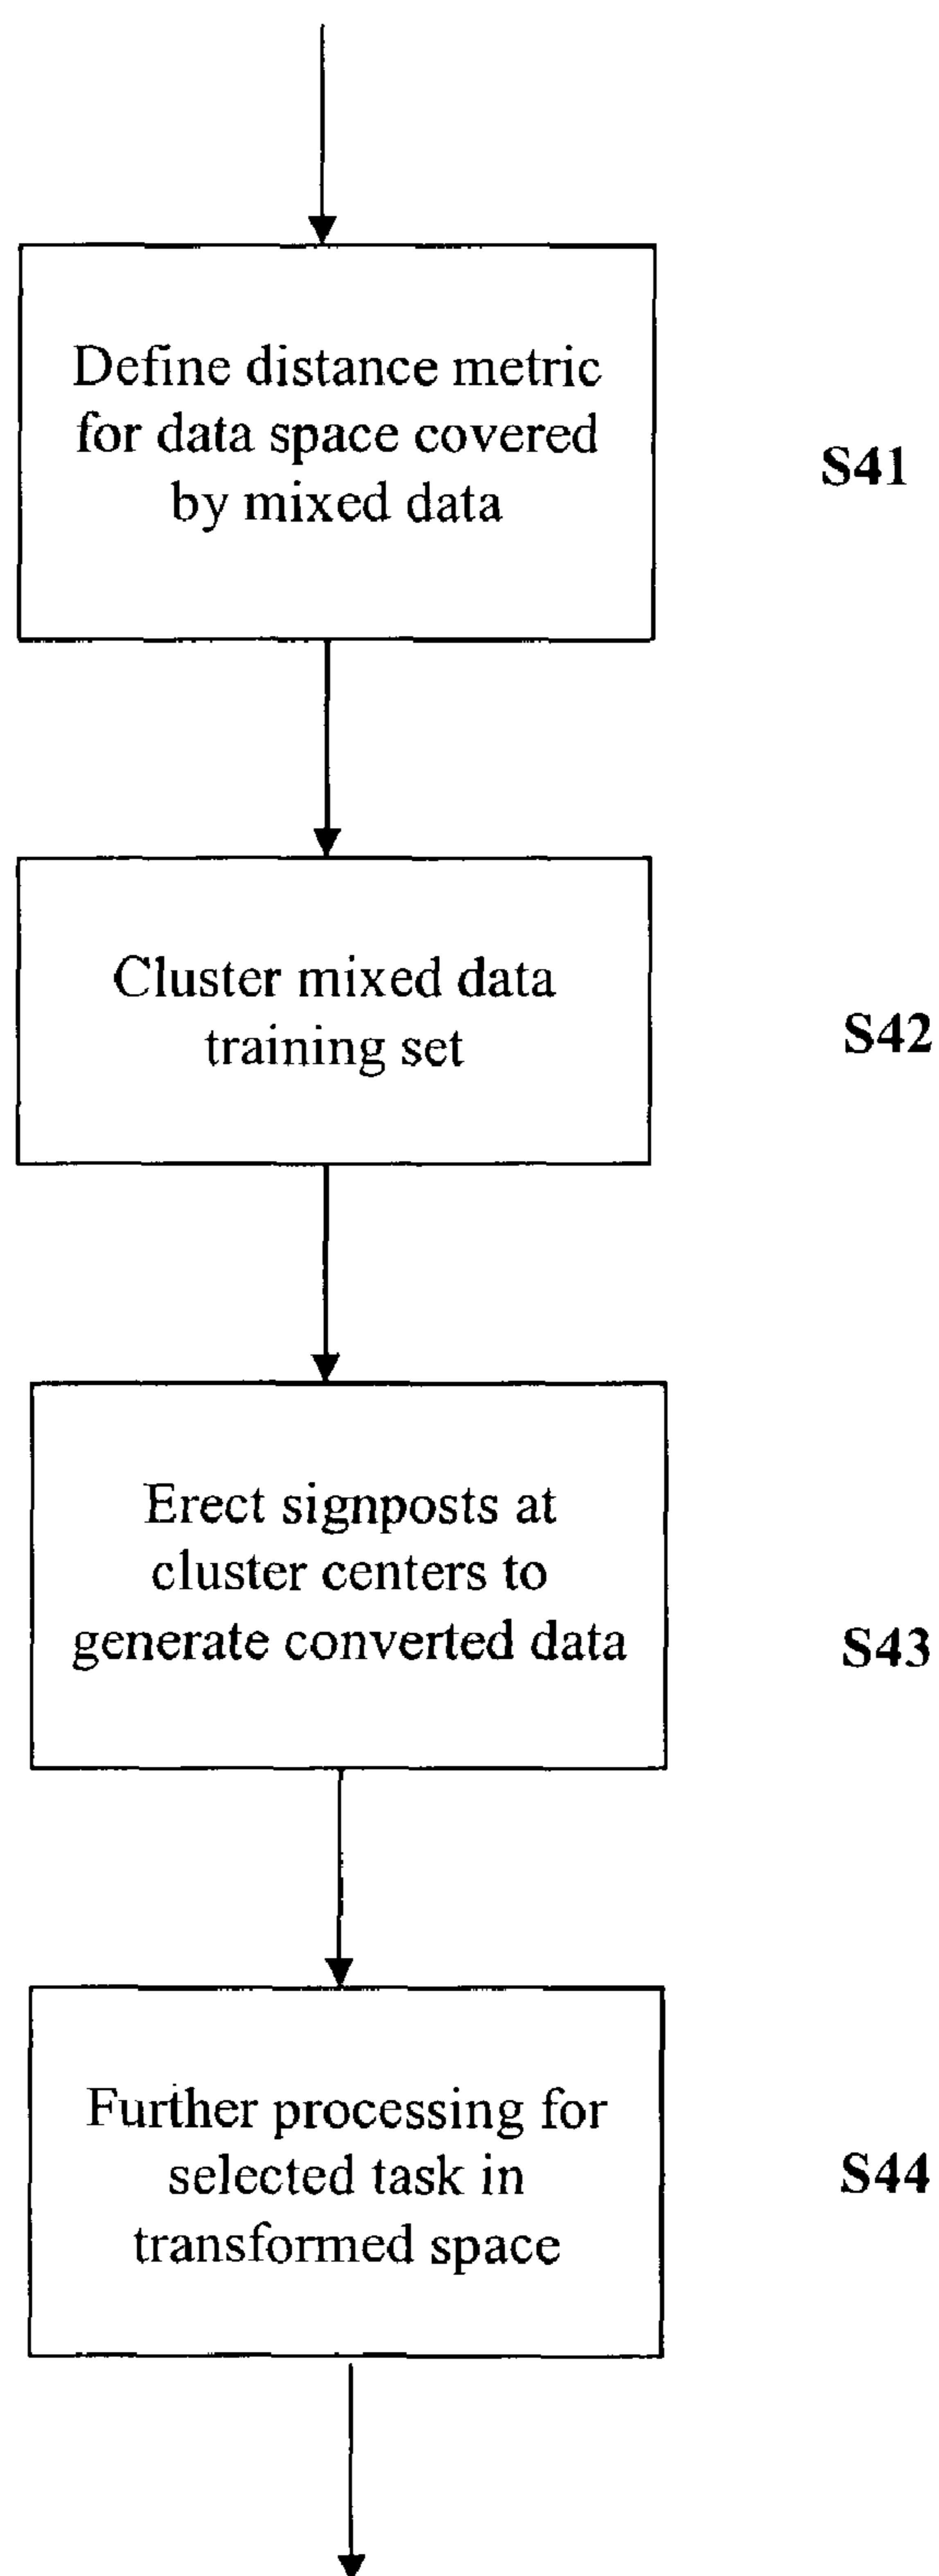 Define distance metric
for data space covered
by mixed data
S41
Cluster mixed data
training set
S42
Erect signposts at
cluster centers to
generate converted data
S43
Further processing for
selected task in
transformed space
S44